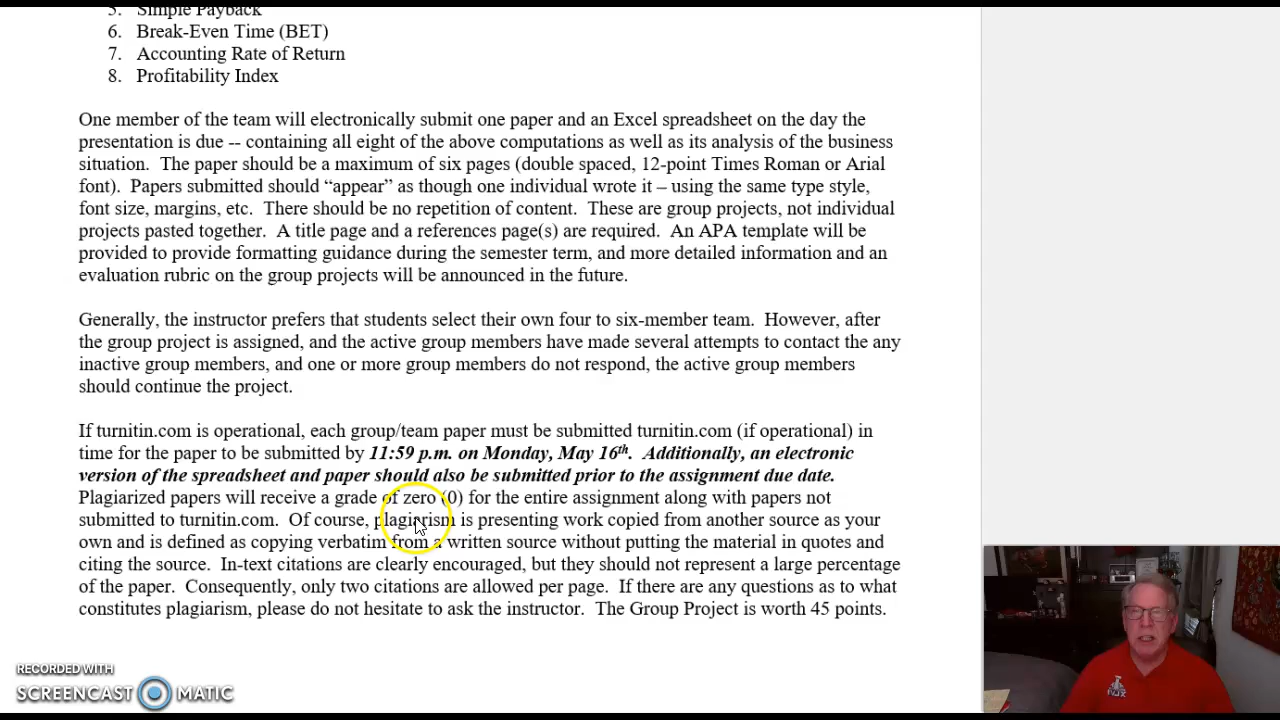 5. Simple Payback
6. Break-Even Time (BET)
7. Accounting Rate of Return
8. Profitability Index
One member of the team will electronically submit one paper and an Excel spreadsheet on the day the
presentation is due -- containing all eight of the above computations as well as its analysis of the business
situation. The paper should be a maximum of six pages (double spaced, 12-point Times Roman or Arial
font). Papers submitted should “appear” as though one individual wrote it – using the same type style,
font size, margins, etc. There should be no repetition of content. These are group projects, not individual
projects pasted together. A title page and a references page(s) are required. An APA template will be
provided to provide formatting guidance during the semester term, and more detailed information and an
evaluation rubric on the group projects will be announced in the future.
Generally, the instructor prefers that students select their own four to six-member team. However, after
the group project is assigned, and the active group members have made several attempts to contact the any
inactive group members, and one or more group members do not respond, the active group members
should continue the project.
If turnitin.com is operational, each group/team paper must be submitted turnitin.com (if operational) in
time for the paper to be submitted by 11:59 p.m. on Monday, May 16th. Additionally, an electronic
version of the spreadsheet and paper should also be submitted prior to the assignment due date.
Plagiarized papers will receive a grade of zero (0) for the entire assignment along with papers not
submitted to turnitin.com. Of course, plagiarism is presenting work copied from another source as your
own and is defined as copying verbatim from a written source without putting the material in quotes and
citing the source. In-text citations are clearly encouraged, but they should not represent a large percentage
of the paper. Consequently, only two citations are allowed per page. If there are any questions as to what
constitutes plagiarism, please do not hesitate to ask the instructor. The Group Project is worth 45 points.
RECORDED WITH
SCREENCAST MATIC